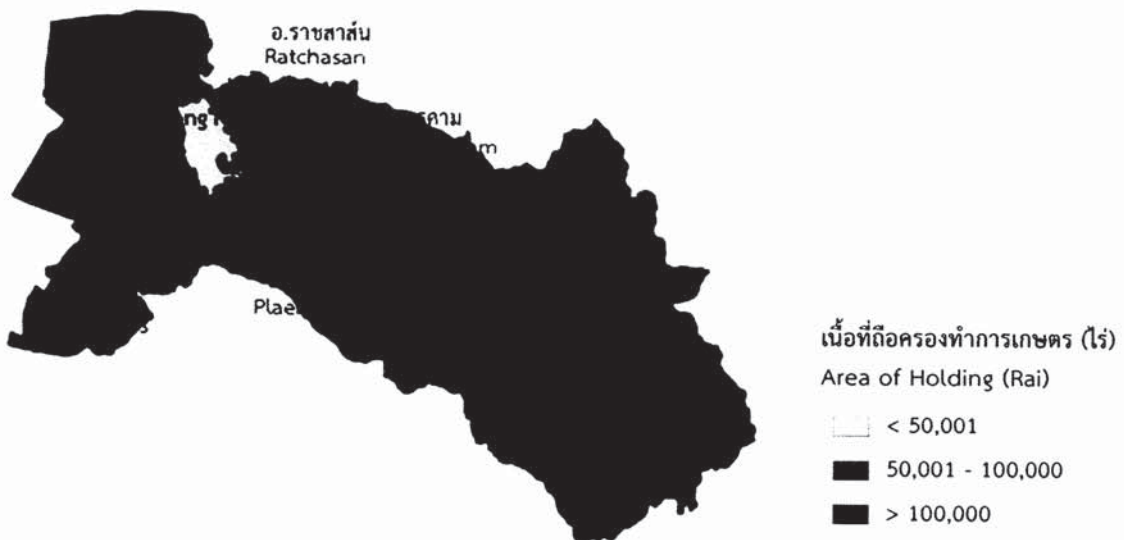 อ.ราชสาส์น
Ratchasan
เนื้อที่ถือครองทำการเกษตร (ไร่)
Area of Holding (Rai)
< 50,001
50,001 - 100,000
> 100,000